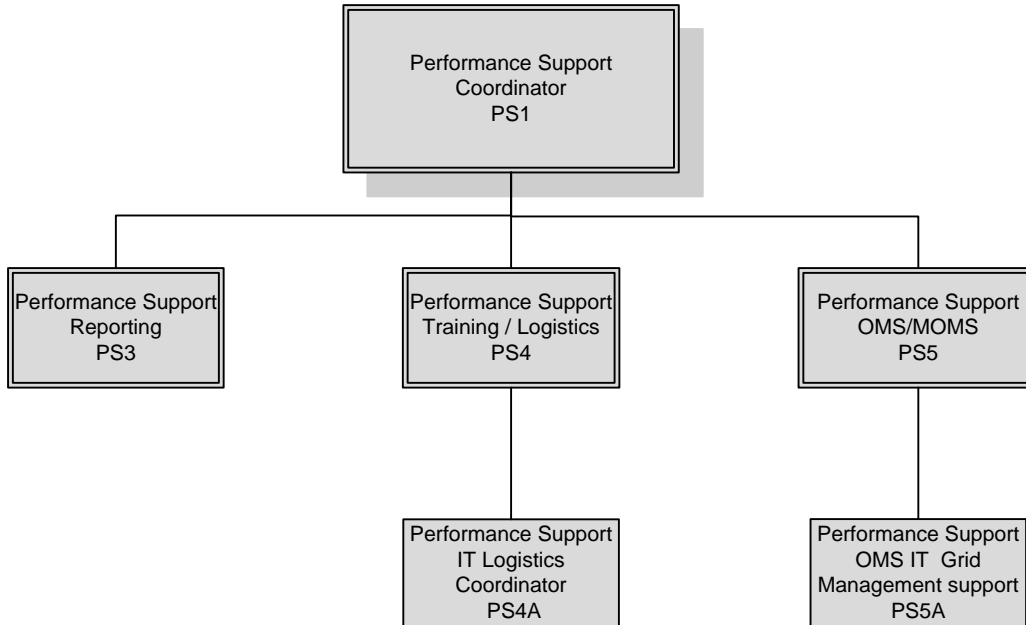 Performance Support
Coordinator
PS1
Performance Support
Reporting
PS3
Performance Support
Training / Logistics
PS4
Performance Support
OMS/MOMS
PS5
Performance Support
IT Logistics
Coordinator
PS4A
Performance Support
OMS IT  Grid
Management support
PS5A